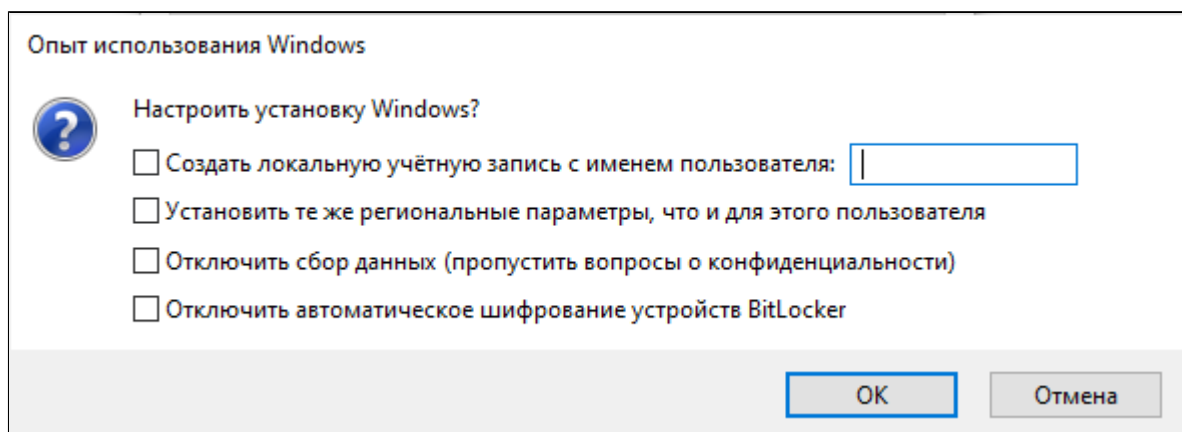 Опыт использования Windows
Настроить установку Windows?
Создать локальную учётную запись с именем пользователя:
Установить те же региональные параметры, что и для этого пользователя
Отключить сбор данных (пропустить вопросы о конфиденциальности)
Отключить автоматическое шифрование устройств BitLocker
ОК Отмена